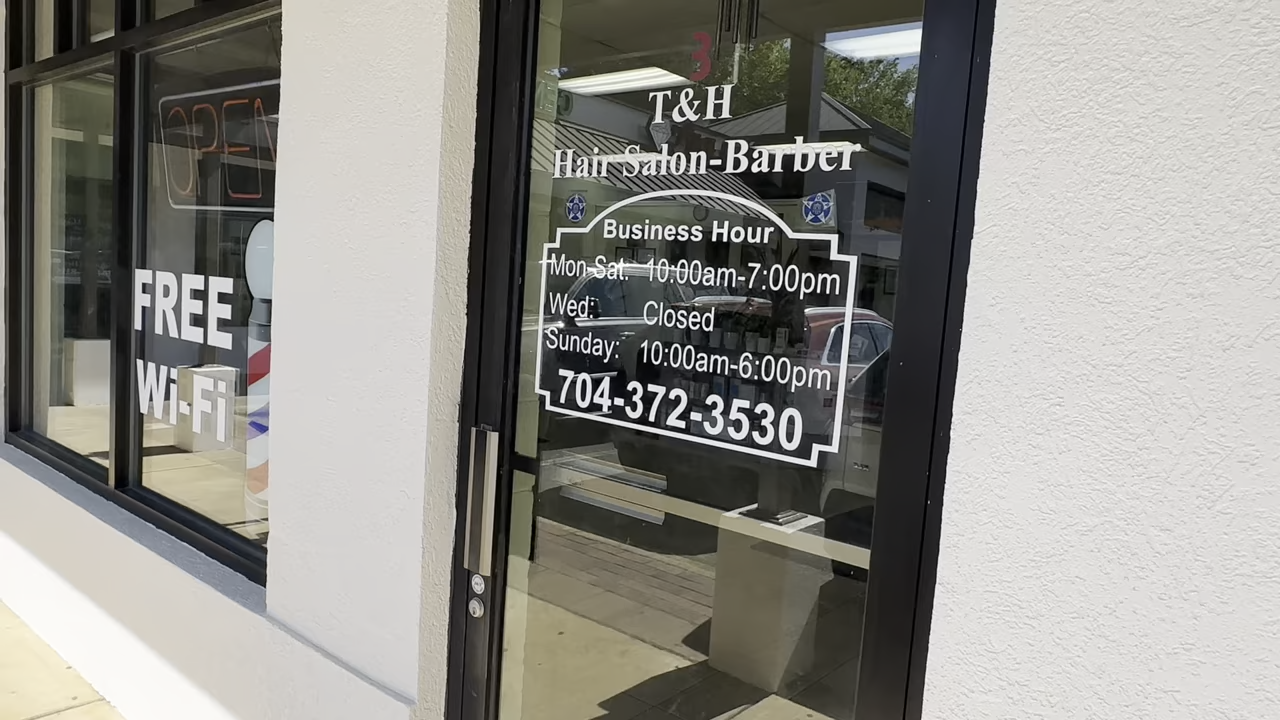 OPEN
FREE
Wi-Fi
3
T&H
Hair Salon-Barber
Business Hour
Mon-Sat: 10:00am-7:00pm
Wed: Closed
Sunday: 10:00am-6:00pm
704-372-3530